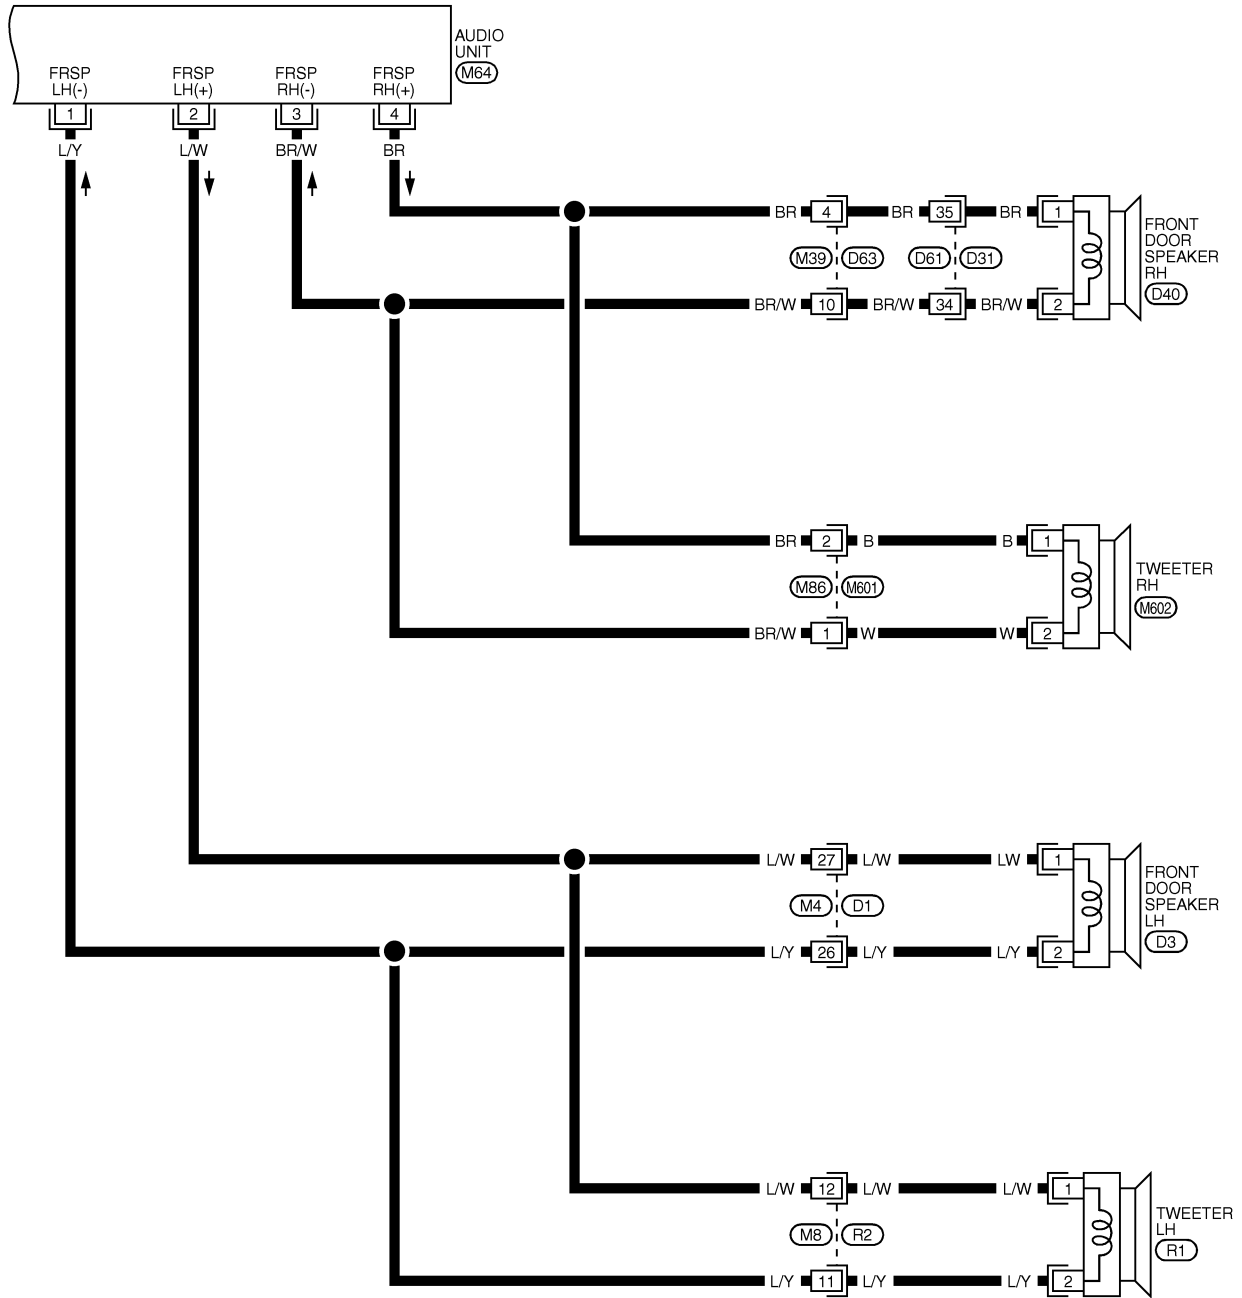 AUDIO
UNIT
M64
FRSP
LH(-)
FRSP
LH(+)
FRSP
RH(-)
FRSP
RH(+)
1
2
3
4
L/Y
L/W
BR/W
BR
BR
4
BR
35
BR
1
FRONT
DOOR
SPEAKER
RH
D40
M39
D63
D61
D31
BR/W
10
BR/W
34
BR/W
2
BR
2
B
B
1
TWEETER
RH
M602
M86
M601
BR/W
1
W
W
2
L/W
27
L/W
LW
1
FRONT
DOOR
SPEAKER
LH
D3
M4
D1
L/Y
26
L/Y
L/Y
2
L/W
12
L/W
L/W
1
TWEETER
LH
R1
M8
R2
L/Y
11
L/Y
L/Y
2